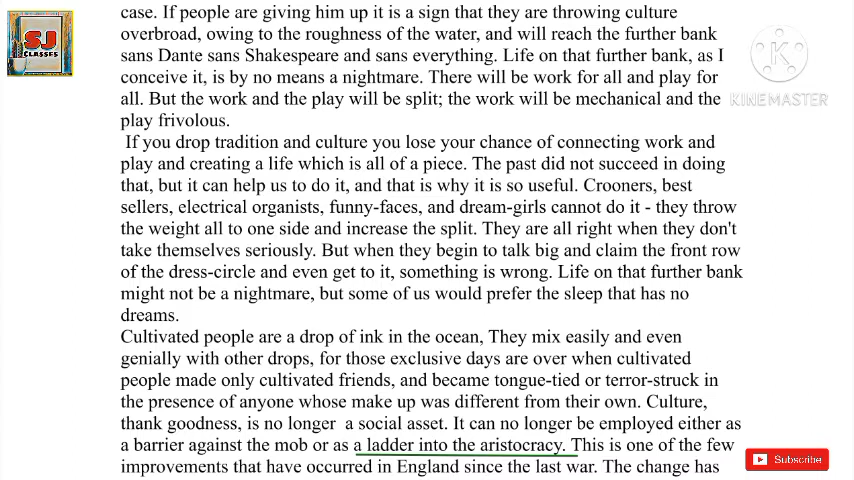 SJ
CLASSES
case. If people are giving him up it is a sign that they are throwing culture
overbroad, owing to the roughness of the water, and will reach the further bank
sans Dante sans Shakespeare and sans everything. Life on that further bank, as I
conceive it, is by no means a nightmare. There will be work for all and play for
all. But the work and the play will be split; the work will be mechanical and the
play frivolous.
If you drop tradition and culture you lose your chance of connecting work and
play and creating a life which is all of a piece. The past did not succeed in doing
that, but it can help us to do it, and that is why it is so useful. Crooners, best
sellers, electrical organists, funny-faces, and dream-girls cannot do it - they throw
the weight all to one side and increase the split. They are all right when they don't
take themselves seriously. But when they begin to talk big and claim the front row
of the dress-circle and even get to it, something is wrong. Life on that further bank
might not be a nightmare, but some of us would prefer the sleep that has no
dreams.
Cultivated people are a drop of ink in the ocean, They mix easily and even
genially with other drops, for those exclusive days are over when cultivated
people made only cultivated friends, and became tongue-tied or terror-struck in
the presence of anyone whose make up was different from their own. Culture,
thank goodness, is no longer a social asset. It can no longer be employed either as
a barrier against the mob or as a ladder into the aristocracy. This is one of the few
improvements that have occurred in England since the last war. The change has
K
KINEMASTER
Subscribe